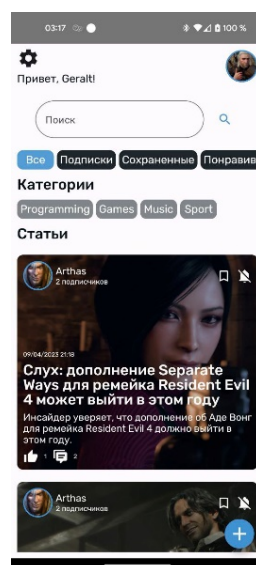 03:17
100 %
Привет, Geralt!
Поиск
Все Подписки Сохраненные Понравив
Категории
Programming Games Music Sport
Статьи
Arthas
2 подписчиков
09/04/2023 21:18
Слух: дополнение Separate
Ways для ремейка Resident Evil
4 может выйти в этом году
Инсайдер уверяет, что дополнение об Аде Вонг
для ремейка Resident Evil 4 должно выйти в
этом году.
1 2
Arthas
2 подписчиков